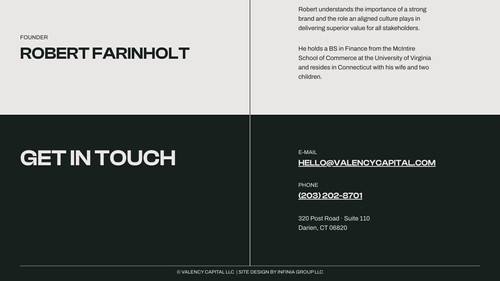 FOUNDER
ROBERT FARINHOLT
Robert understands the importance of a strong
brand and the role an aligned culture plays in
delivering superior value for all stakeholders.
He holds a BS in Finance from the McIntire
School of Commerce at the University of Virginia
and resides in Connecticut with his wife and two
children.
GET IN TOUCH
E-MAIL
HELLO@VALENCYCAPITAL.COM
PHONE
(203) 202-8701
320 Post Road · Suite 110
Darien, CT 06820
© VALENCY CAPITAL LLC | SITE DESIGN BY INFINIA GROUP LLC